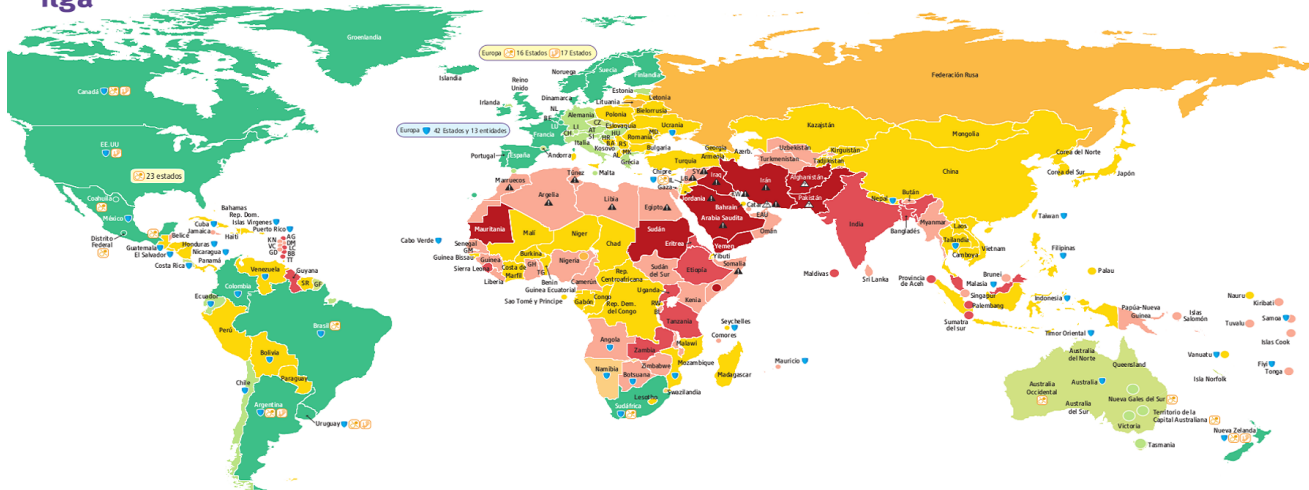 ilga
Groenlandia
Islandia
Europa 16 Estados 17 Estados
Europa 42 Estados y 13 entidades
Noruega
Suecia
Finlandia
Reino
Unido
Irlanda
Dinamarca
Estonia
Letonia
Lituania
NL
BE
LU
Alemania
Polonia
Bielorrusia
Francia
CH
LI
CZ
AT
SI
Eslovaquia
HU
HR
Ucrania
MD
Romania
BA
RS
Italia
Kosovo
MK
AL
Bulgaria
Grecia
Portugal
España
Andorra
Malta
Federación Rusa
Canadá
EE.UU
23 estados
Coahuila
México
Distrito
Federal
Bahamas
Rep. Dom.
Islas Vírgenes
Puerto Rico
Cuba
Jamaica
Haití
Belice
Guatemala
Honduras
El Salvador
Nicaragua
Costa Rica
Panamá
KN
VC
GD
AG
DM
BB
TT
Venezuela
Guyana
SR
GF
Colombia
Ecuador
Perú
Brasil
Bolivia
Paraguay
Chile
Argentina
Uruguay
Georgia
Armenia
Azerb.
Turquía
Chipre
Gaza
Kazajstán
Uzbekistán
Turkmenistán
Kirguistán
Tadjikistán
Mongolia
China
Corea del Norte
Corea del Sur
Japón
Marruecos
Túnez
Argelia
Libia
Egipto
SY
LB
IL
Iraq
Jordania
Irán
KW
Afghanistán
Pakistán
Bahrain
Catar
Arabia Saudita
EAU
Omán
Yemen
Nepal
Bután
India
Bangladés
Myanmar
Laos
Tailandia
Camboya
Vietnam
Taiwan
Filipinas
Palau
Maldivas
Sri Lanka
Provincia
de Aceh
Brunei
Malasia
Singapur
Palembang
Sumatra
del sur
Indonesia
Timor Oriental
Papúa-Nueva
Guinea
Islas
Salomón
Nauru
Kiribati
Tuvalu
Samoa
Islas Cook
Vanuatu
Fiyi
Tonga
Isla Norfolk
Cabo Verde
Mauritania
Malí
Niger
Chad
Sudán
Eritrea
Yibuti
Senegal
GM
Guinea Bissau
Guinea
Sierra Leona
Liberia
Costa de
Marfil
Burkina
GH
TG
Benin
Nigeria
Camerún
Guinea Ecuatorial
Sao Tomé y Príncipe
Gabón
Congo
Rep.
Centroafricana
Sudán
del Sur
Etiopía
Somalia
Uganda
Kenia
RW
BI
Rep. Dem.
del Congo
Tanzania
Seychelles
Comores
Angola
Zambia
Malawi
Mozambique
Zimbabwe
Namibia
Botsuana
Madagascar
Mauricio
Swazilandia
Lesotho
Sudáfrica
Australia
del Norte
Queensland
Australia
Occidental
Australia
Australia
del Sur
Nueva Gales del Sur
Territorio de la
Capital Australiana
Victoria
Tasmania
Nueva Zelanda